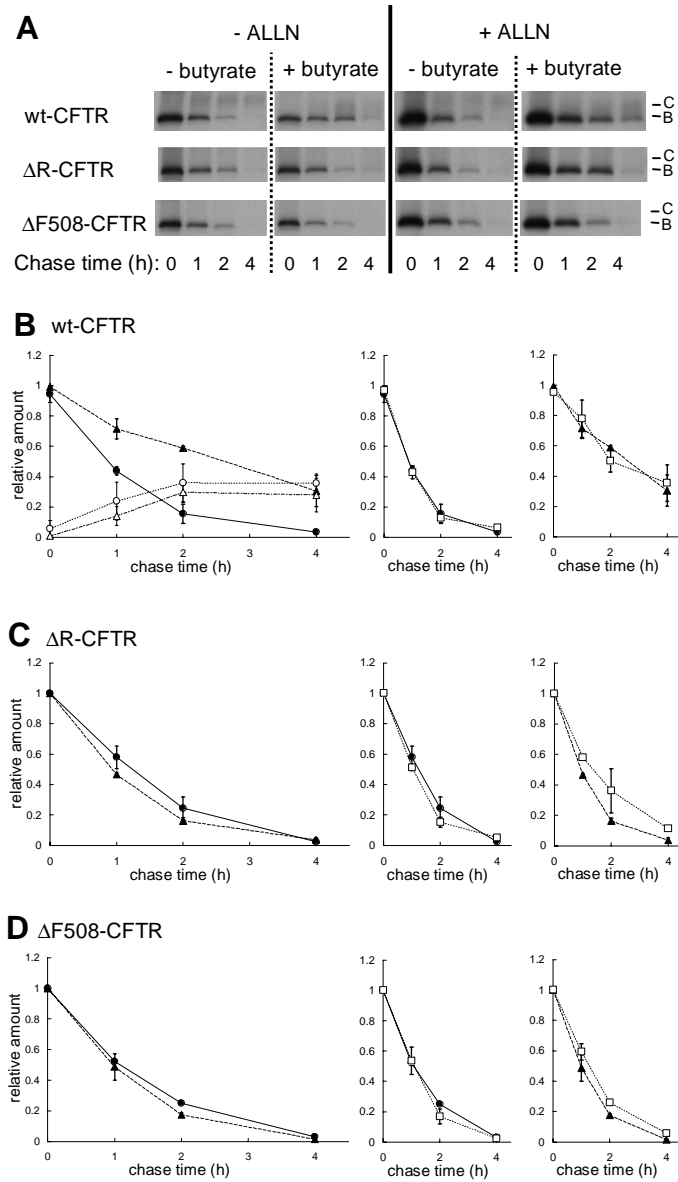 A
- ALLN + ALLN
- butyrate + butyrate - butyrate + butyrate
wt-CFTR
C
B
ΔR-CFTR
C
B
ΔF508-CFTR
C
B
Chase time (h): 0 1 2 4 0 1 2 4 0 1 2 4 0 1 2 4
B wt-CFTR
relative amount
1.2
1
0.8
0.6
0.4
0.2
0
0 1 2 3 4
chase time (h)
1.2
1
0.8
0.6
0.4
0.2
0
0 2 4
chase time (h)
1.2
1
0.8
0.6
0.4
0.2
0
0 2 4
chase time (h)
C ΔR-CFTR
relative amount
1.2
1
0.8
0.6
0.4
0.2
0
0 1 2 3 4
chase time (h)
1.2
1
0.8
0.6
0.4
0.2
0
0 2 4
chase time (h)
1.2
1
0.8
0.6
0.4
0.2
0
0 2 4
chase time (h)
D ΔF508-CFTR
relative amount
1.2
1
0.8
0.6
0.4
0.2
0
0 1 2 3 4
chase time (h)
1.2
1
0.8
0.6
0.4
0.2
0
0 2 4
chase time (h)
1.2
1
0.8
0.6
0.4
0.2
0
0 2 4
chase time (h)